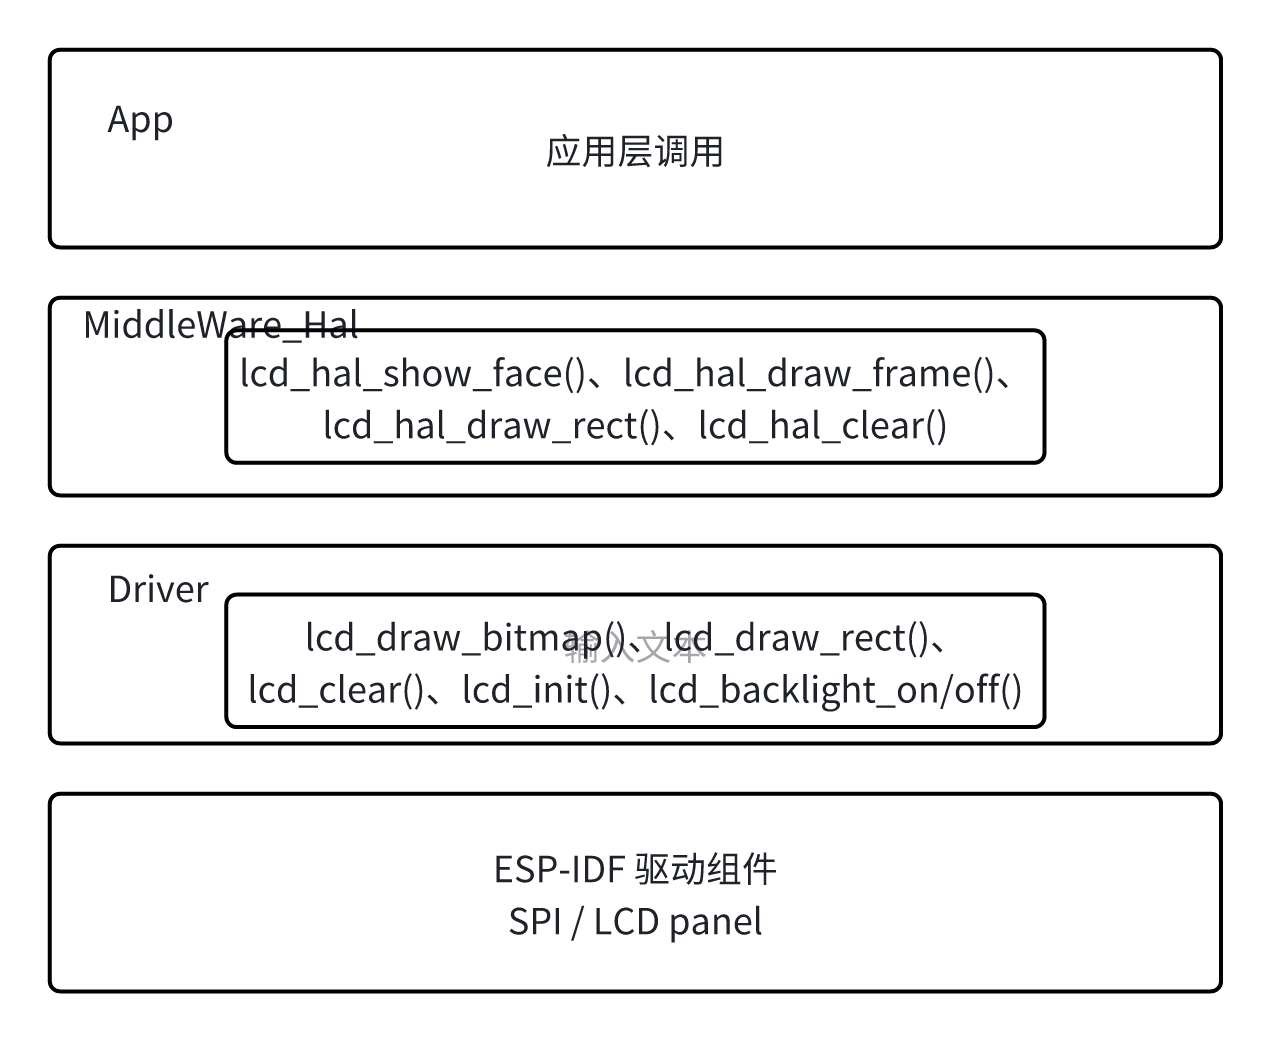 App
应用层调用
MiddleWare_Hal
lcd_hal_show_face()、lcd_hal_draw_frame()、
lcd_hal_draw_rect()、lcd_hal_clear()
Driver
输入文本
lcd_draw_bitmap()、lcd_draw_rect()、
lcd_clear()、lcd_init()、lcd_backlight_on/off()
ESP-IDF 驱动组件
SPI / LCD panel